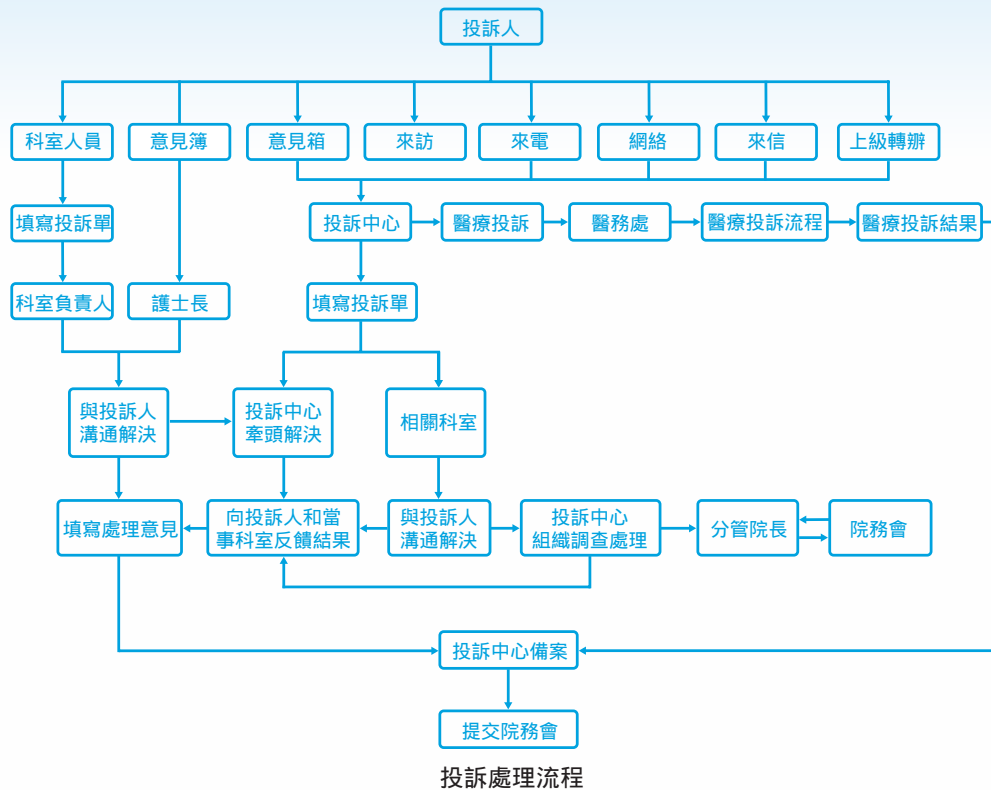 投訴人
科室人員
意見簿
意見箱
來訪
來電
網絡
來信
上級轉辦
填寫投訴單
投訴中心
醫療投訴
醫務處
醫療投訴流程
醫療投訴結果
科室負責人
護士長
填寫投訴單
與投訴人
溝通解決
投訴中心
牽頭解決
相關科室
填寫處理意見
向投訴人和當
事科室反饋結果
與投訴人
溝通解決
投訴中心
組織調查處理
分管院長
院務會
投訴中心備案
提交院務會
投訴處理流程